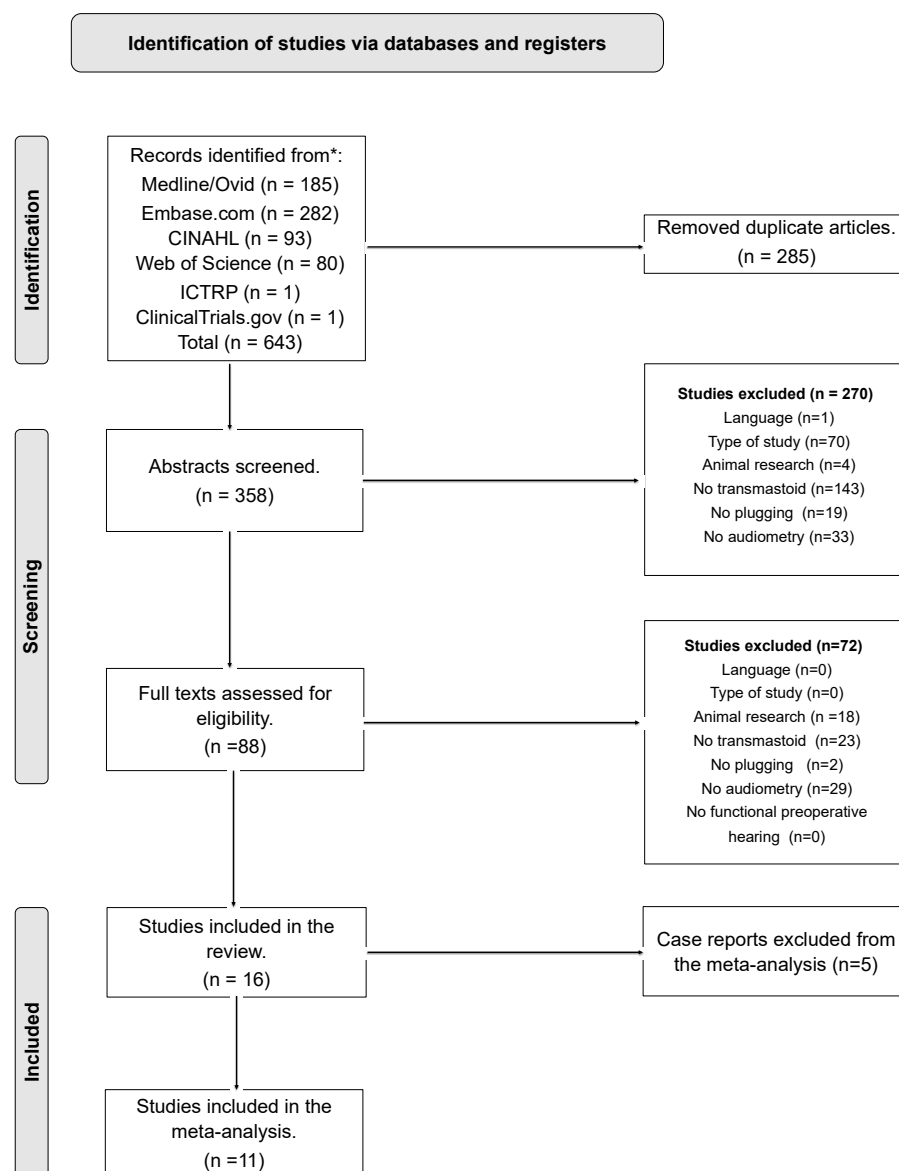 Identification of studies via databases and registers
Identification
Records identified from*:
Medline/Ovid (n = 185)
Embase.com (n = 282)
CINAHL (n = 93)
Web of Science (n = 80)
ICTRP (n = 1)
ClinicalTrials.gov (n = 1)
Total (n = 643)
Removed duplicate articles.
(n = 285)
Screening
Abstracts screened.
(n = 358)
Studies excluded (n = 270)
Language (n=1)
Type of study (n=70)
Animal research (n=4)
No transmastoid (n=143)
No plugging (n=19)
No audiometry (n=33)
Full texts assessed for
eligibility.
(n =88)
Studies excluded (n=72)
Language (n=0)
Type of study (n=0)
Animal research (n =18)
No transmastoid (n=23)
No plugging (n=2)
No audiometry (n=29)
No functional preoperative
hearing (n=0)
Included
Studies included in the
review.
(n = 16)
Case reports excluded from
the meta-analysis (n=5)
Studies included in the
meta-analysis.
(n =11)